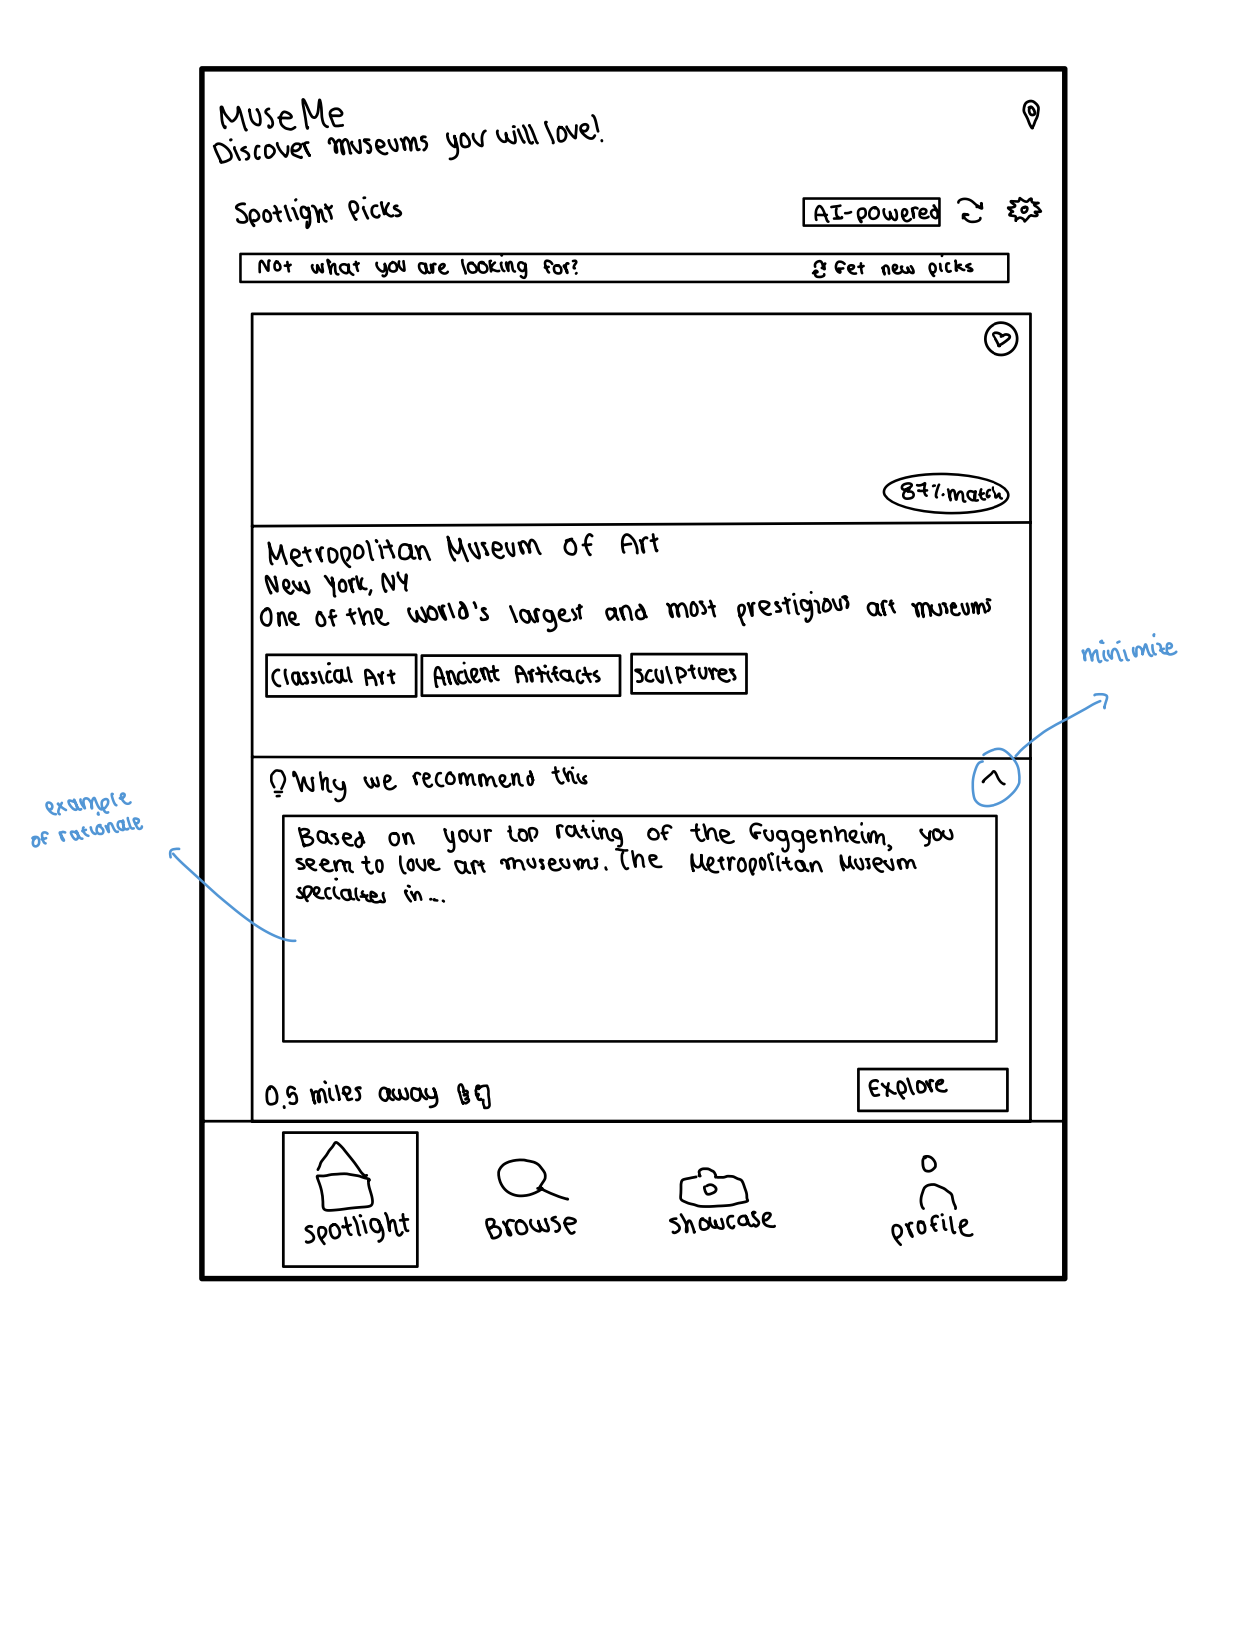 MuseMe
Discover museums you will love!
Spotlight Picks
AI-powered
Not what you are looking for?
Get new picks
87% match
Metropolitan Museum of Art
New York, NY
One of the world's largest and most prestigious art museums
Classical Art
Ancient Artifacts
sculptures
minimize
Why we recommend this
example
of rationale
Based on your top rating of the Guggenheim, you
seem to love art museums. The Metropolitan Museum
in...
0.5 miles away
Explore
spotlight
Browse
showcase
profile